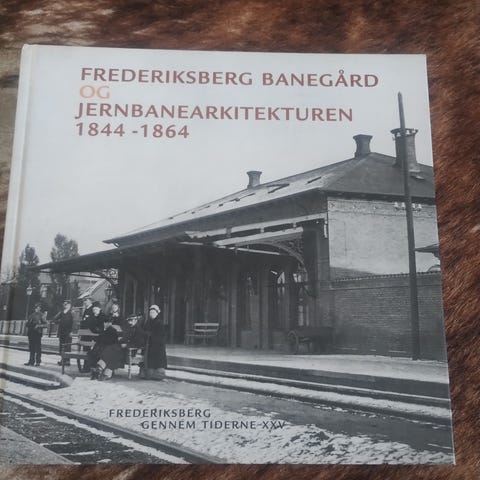 FREDERIKSBERG BANEGÅRD
OG
JERNBANEARKITEKTUREN
1844 -1864
FREDERIKSBERG
GENNEM TIDERNE XXV